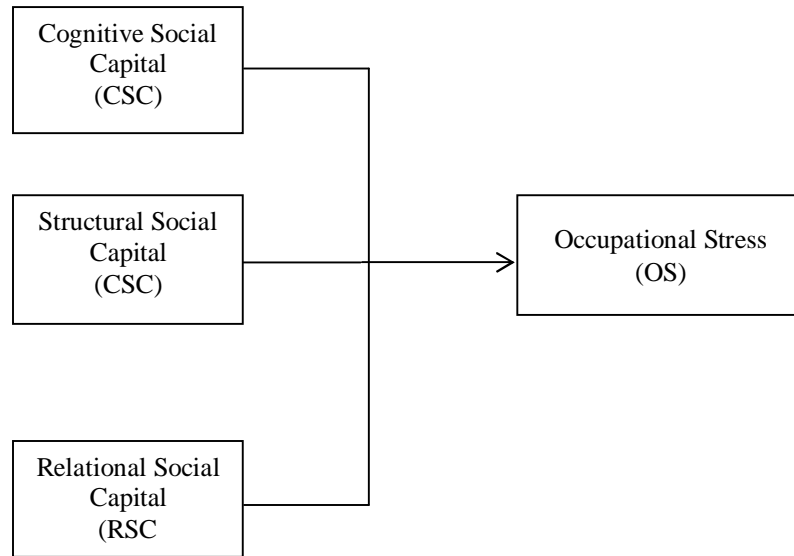 Cognitive Social
Capital
(CSC)
Structural Social
Capital
(CSC)
Occupational Stress
(OS)
Relational Social
Capital
(RSC